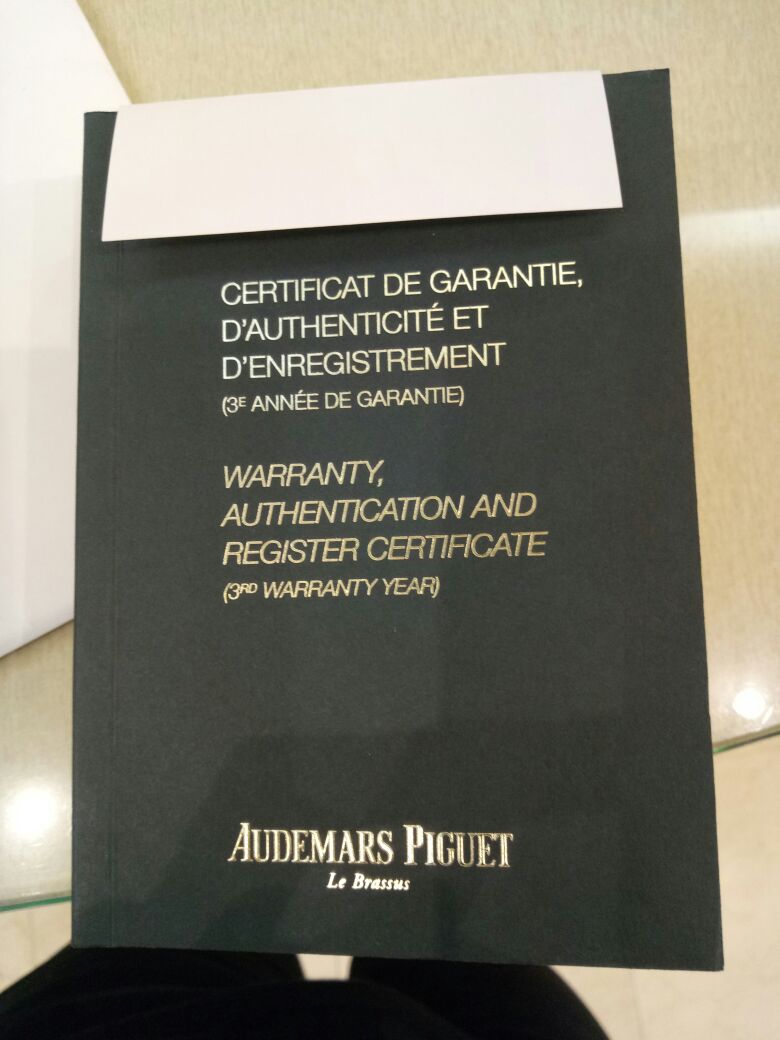 CERTIFICAT DE GARANTIE,
D'AUTHENTICITÉ ET
D'ENREGISTREMENT
(3E ANNÉE DE GARANTIE)
WARRANTY,
AUTHENTICATION AND
REGISTER CERTIFICATE
(3RD WARRANTY YEAR)
AUDEMARS PIGUET
Le Brassus